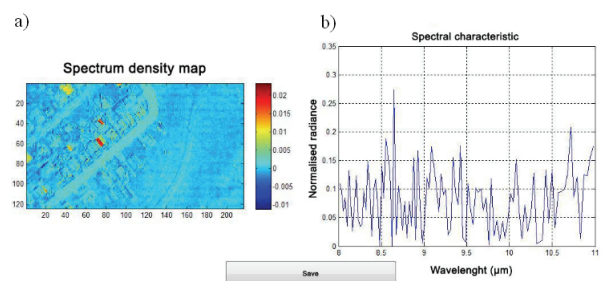 a)
Spectrum density map
20
40
60
80
100
120
20 40 60 80 100 120 140 160 180 200
0.02
0.015
0.01
0.005
0
-0.005
-0.01
b)
Spectral characteristic
Normalised radiance
0.35
0.3
0.25
0.2
0.15
0.1
0.05
0
8 8.5 9 9.5 10 10.5 11
Wavelenght (µm)
Save